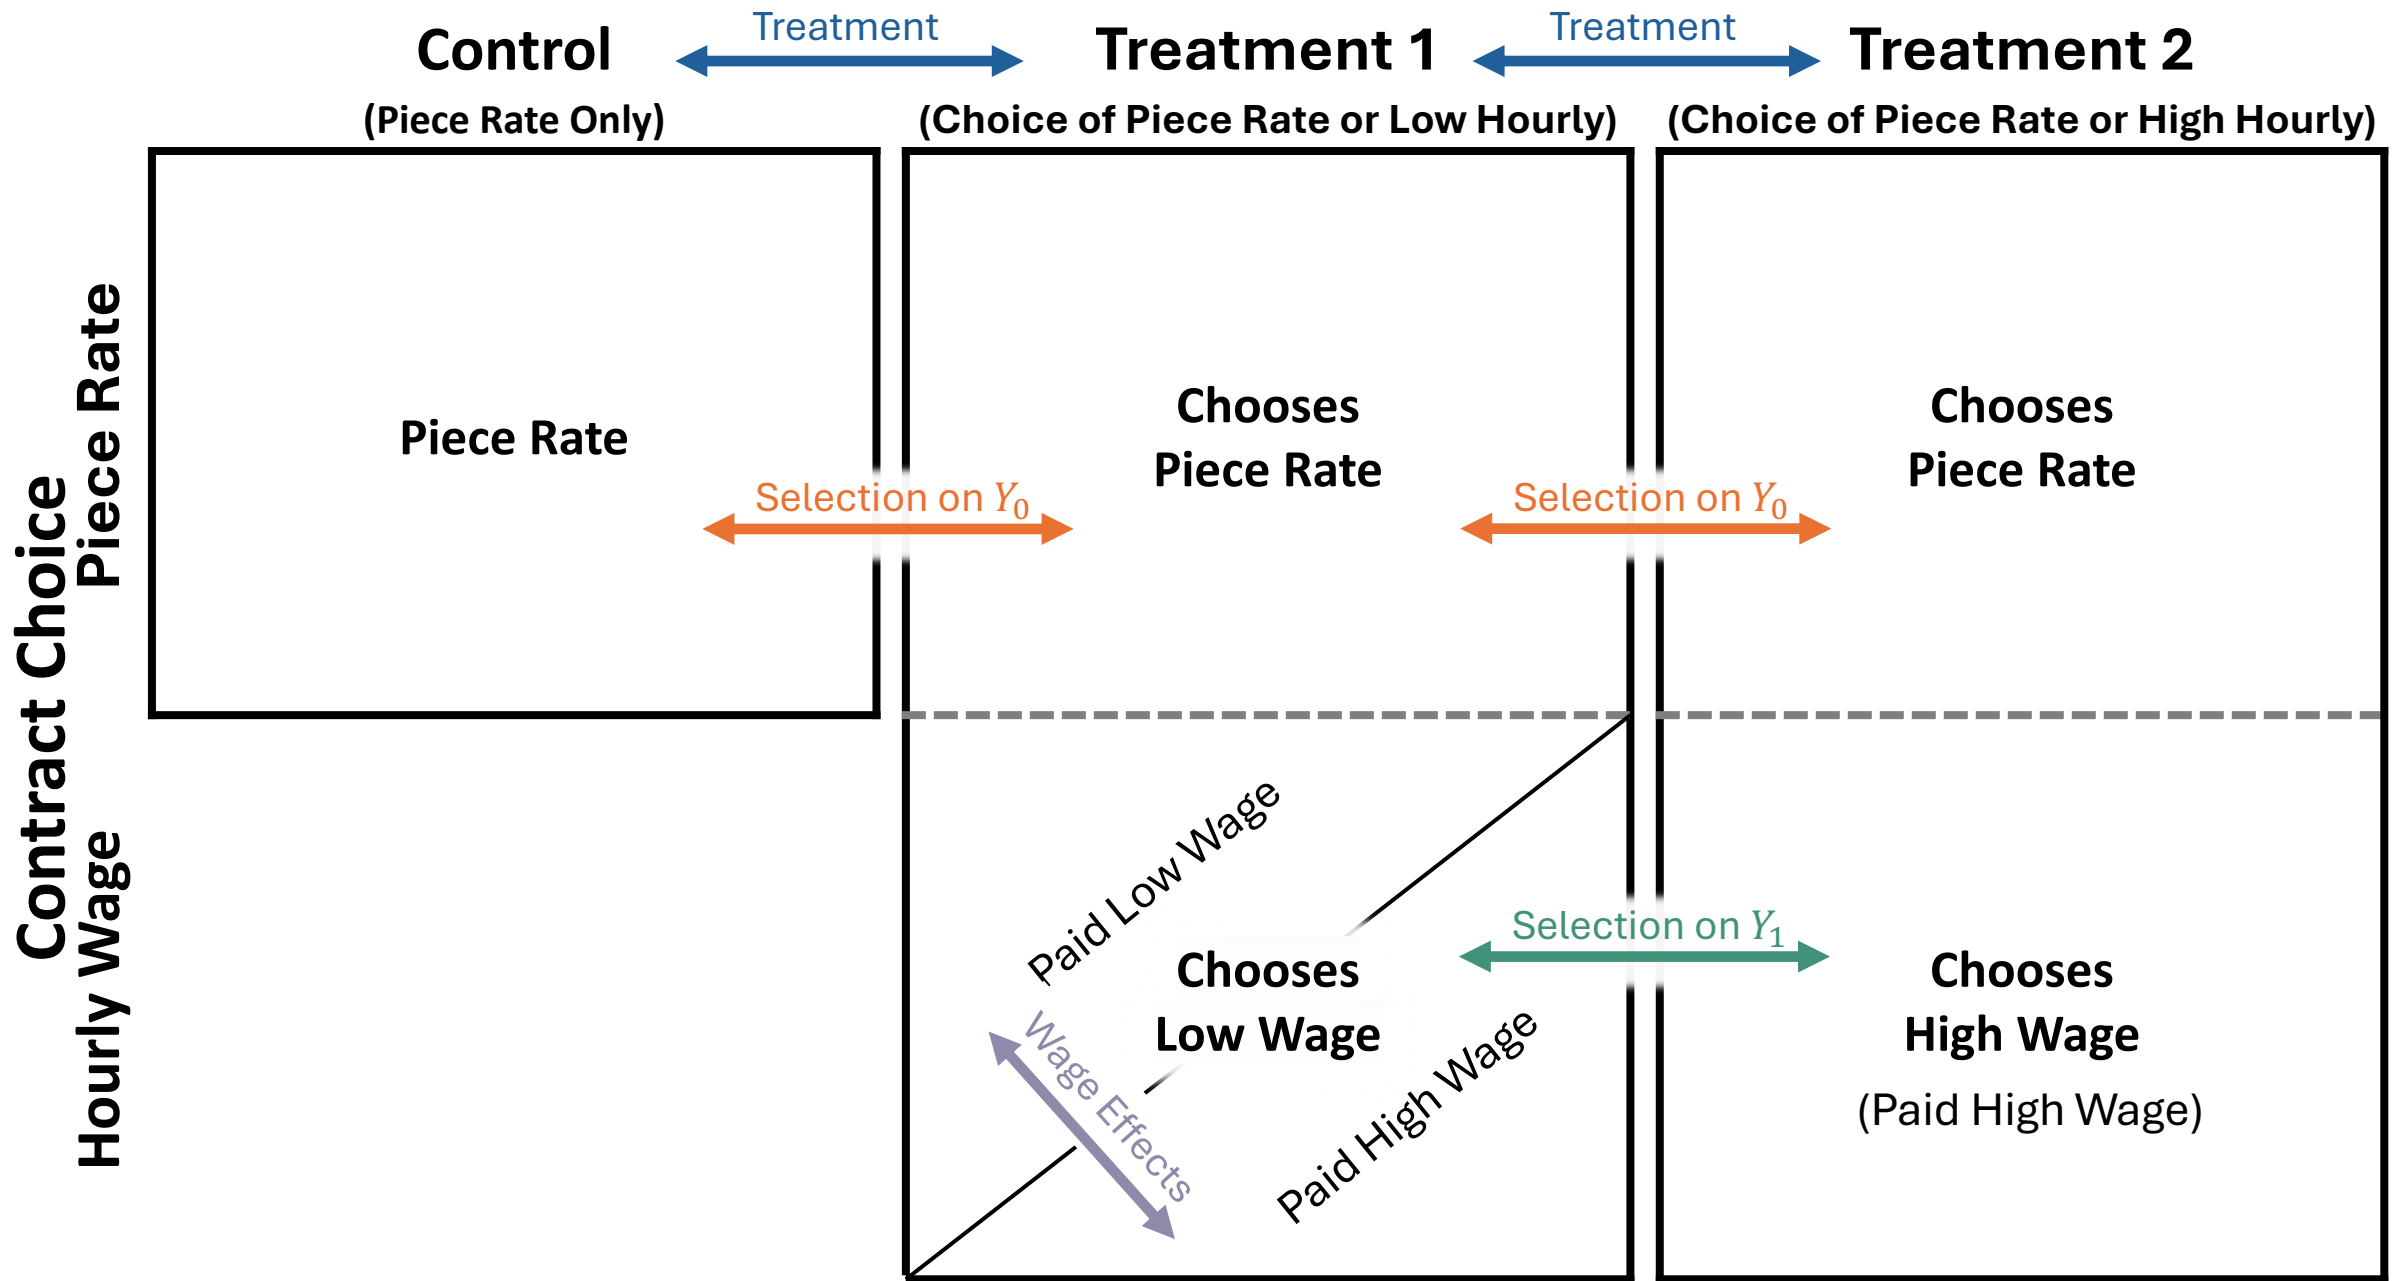 Treatment
Treatment
Control
Treatment 1
Treatment 2
(Piece Rate Only)
(Choice of Piece Rate or Low Hourly)
(Choice of Piece Rate or High Hourly)
Contract Choice
Piece Rate
Hourly Wage
Piece Rate
Chooses
Piece Rate
Chooses
Piece Rate
Selection on Y₀
Selection on Y₀
Paid Low Wage
Chooses
Low Wage
Wage Effects
Paid High Wage
Selection on Y₁
Chooses
High Wage
(Paid High Wage)